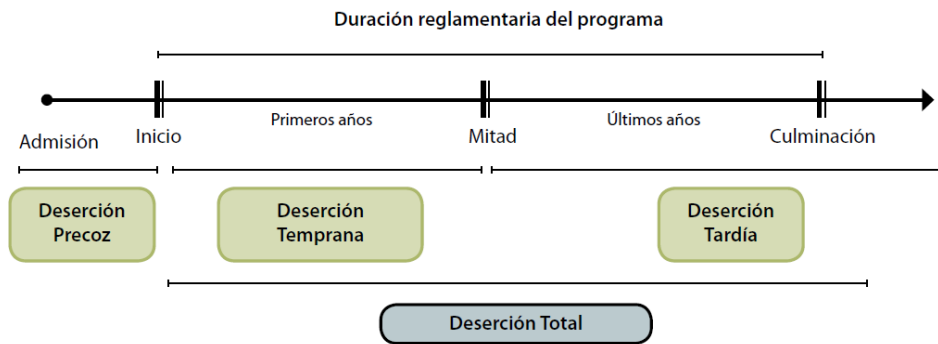 Duración reglamentaria del programa
Primeros años
Últimos años
Admisión
Inicio
Mitad
Culminación
Deserción
Precoz
Deserción
Temprana
Deserción
Tardía
Deserción Total